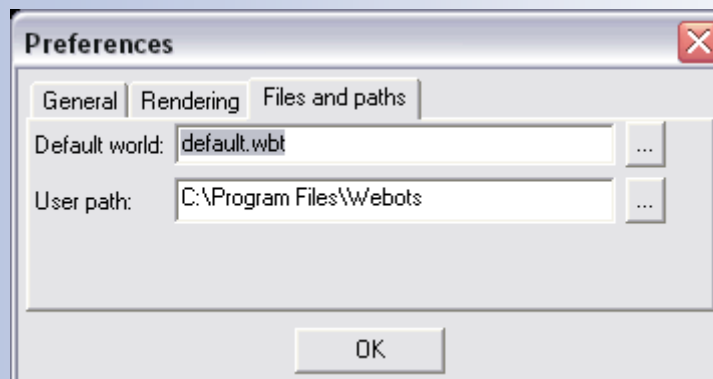 Preferences
General Rendering Files and paths
Default world: default.wbt ...
User path: C:\Program Files\Webots ...
OK